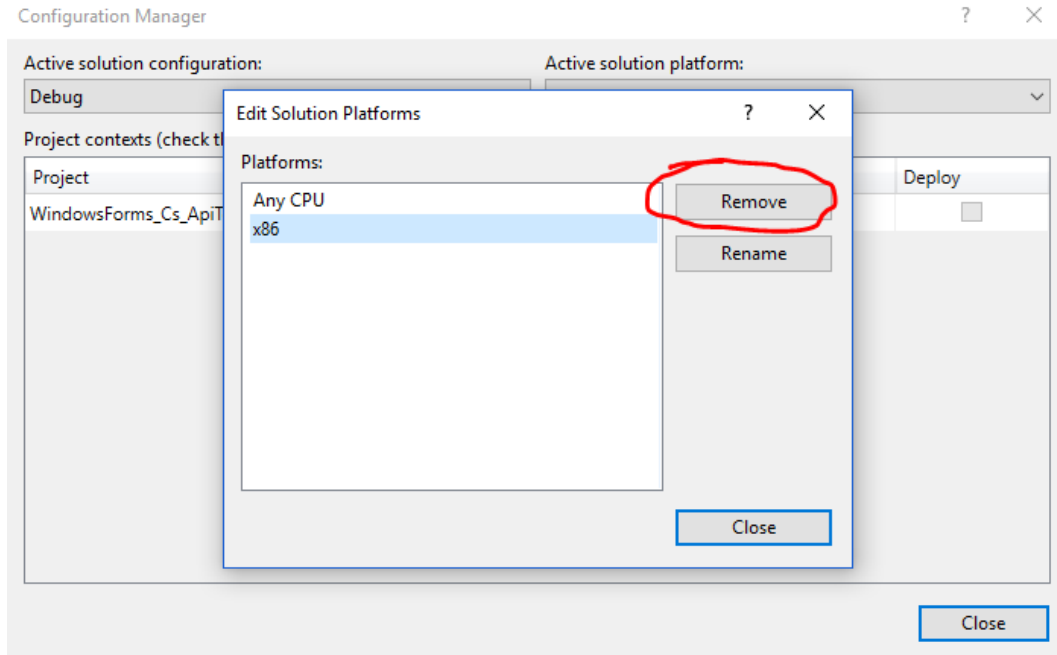 Configuration Manager
Active solution configuration: Active solution platform:
Debug
Edit Solution Platforms
Project contexts (check
Platforms:
Project Deploy
Any CPU Remove
WindowsForms_Cs_ApiT
x86
Rename
Close
Close